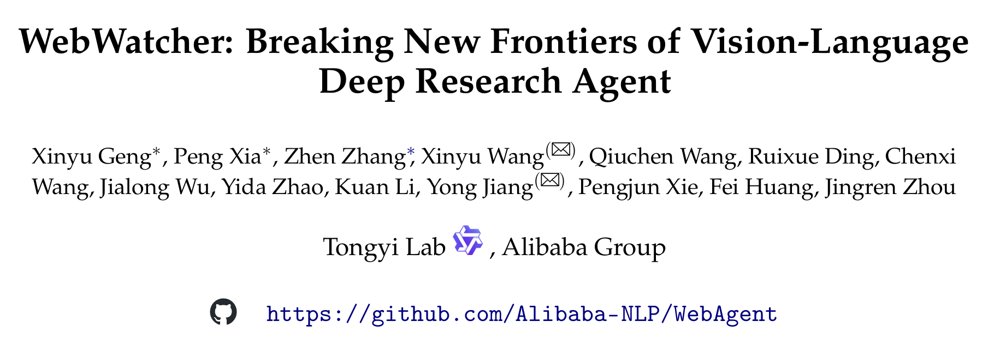 WebWatcher: Breaking New Frontiers of Vision-Language
Deep Research Agent
Xinyu Geng*, Peng Xia*, Zhen Zhang*, Xinyu Wang(✉), Qiuchen Wang, Ruixue Ding, Chenxi
Wang, Jialong Wu, Yida Zhao, Kuan Li, Yong Jiang(✉), Pengjun Xie, Fei Huang, Jingren Zhou
Tongyi Lab , Alibaba Group
https://github.com/Alibaba-NLP/WebAgent